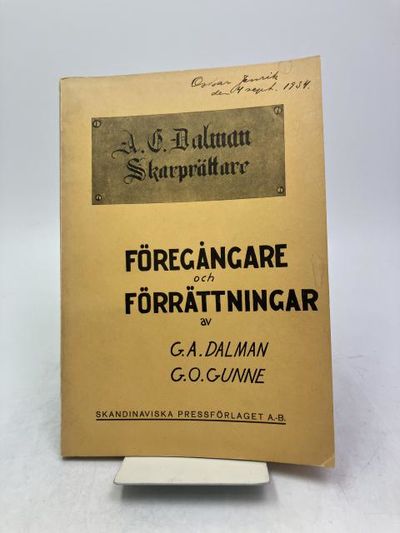 Oscar Henrik
den 14 sept. 1934.
A. G. Dalman
Skarprättare
FÖREGÅNGARE
och
FÖRRÄTTNINGAR
av
G.A. DALMAN
G.O. GUNNE
SKANDINAVISKA PRESSFÖRLAGET A.-B.